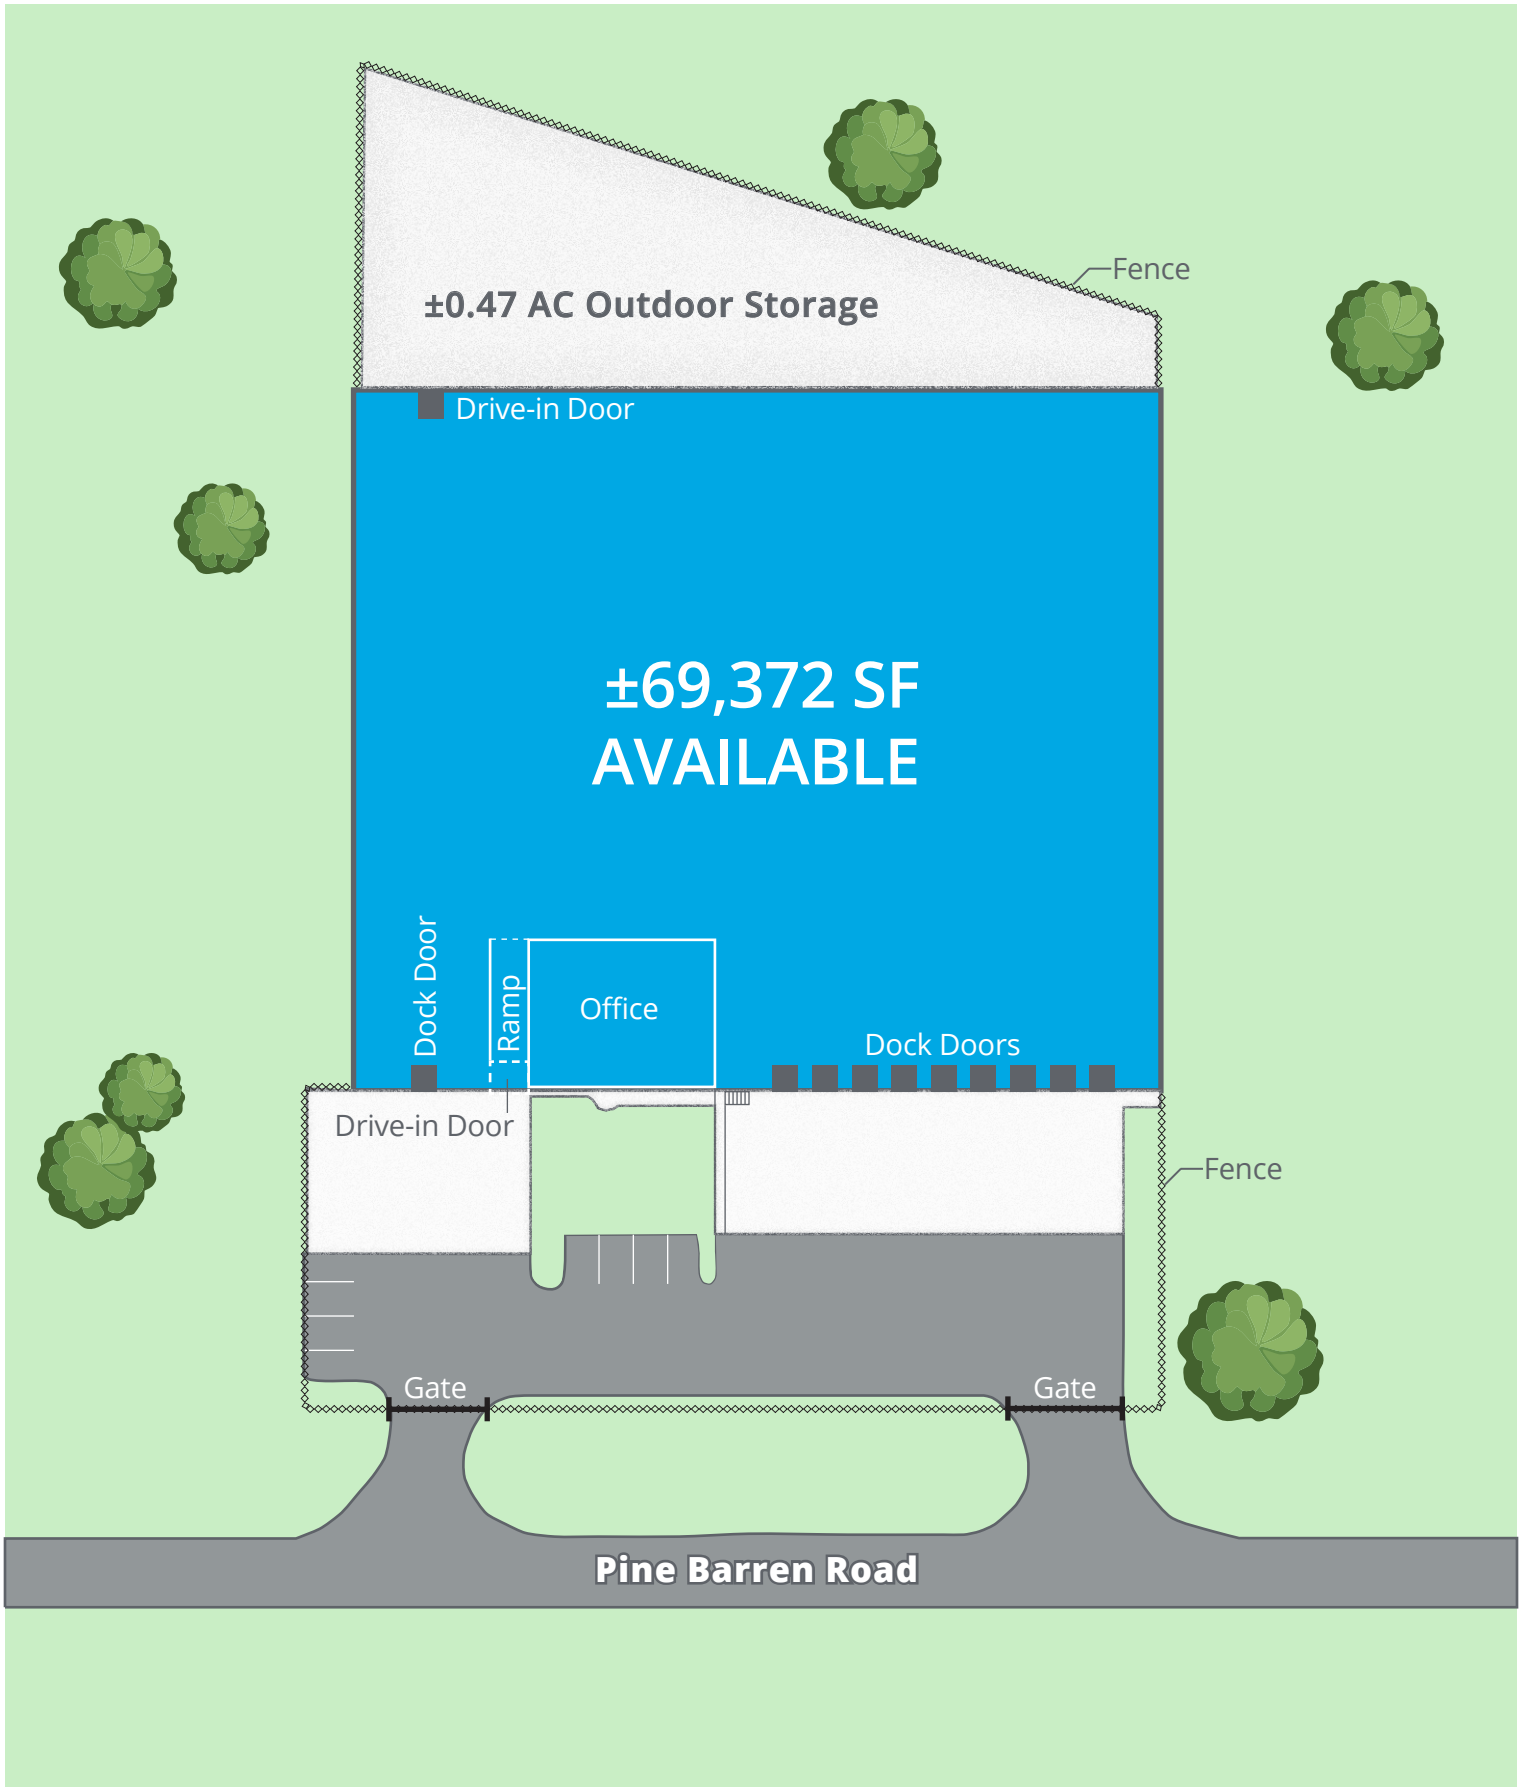 Fence
±0.47 AC Outdoor Storage
Drive-in Door
±69,372 SF
AVAILABLE
Dock Door
Ramp
Office
Dock Doors
Drive-in Door
Fence
Gate
Gate
Pine Barren Road